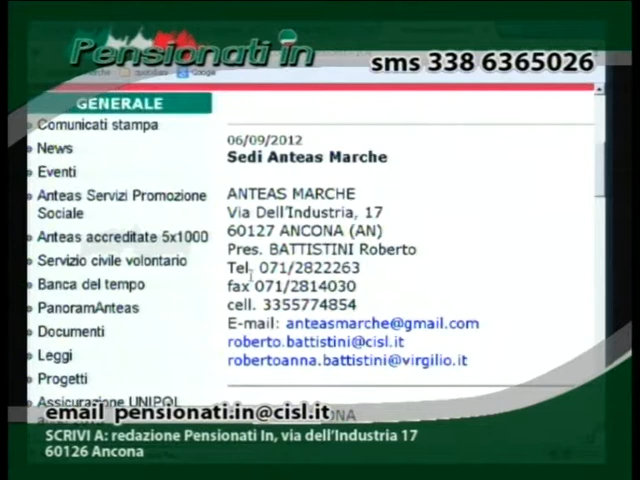 Pensionati in
sms 338 6365026
Google
GENERALE
Comunicati stampa
News
Eventi
Anteas Servizi Promozione
Sociale
Anteas accreditate 5x1000
Servizio civile volontario
Banca del tempo
PanoramAnteas
Documenti
Leggi
Progetti
Assicurazione UNIPOL
06/09/2012
Sedi Anteas Marche
ANTEAS MARCHE
Via Dell'Industria, 17
60127 ANCONA (AN)
Pres. BATTISTINI Roberto
Tel. 071/2822263
fax 071/2814030
cell. 3355774854
E-mail: anteasmarche@gmail.com
roberto.battistini@cisl.it
robertoanna.battistini@virgilio.it
email pensionati.in@cisl.it
SCRIVI A: redazione Pensionati In, via dell'Industria 17
60126 Ancona